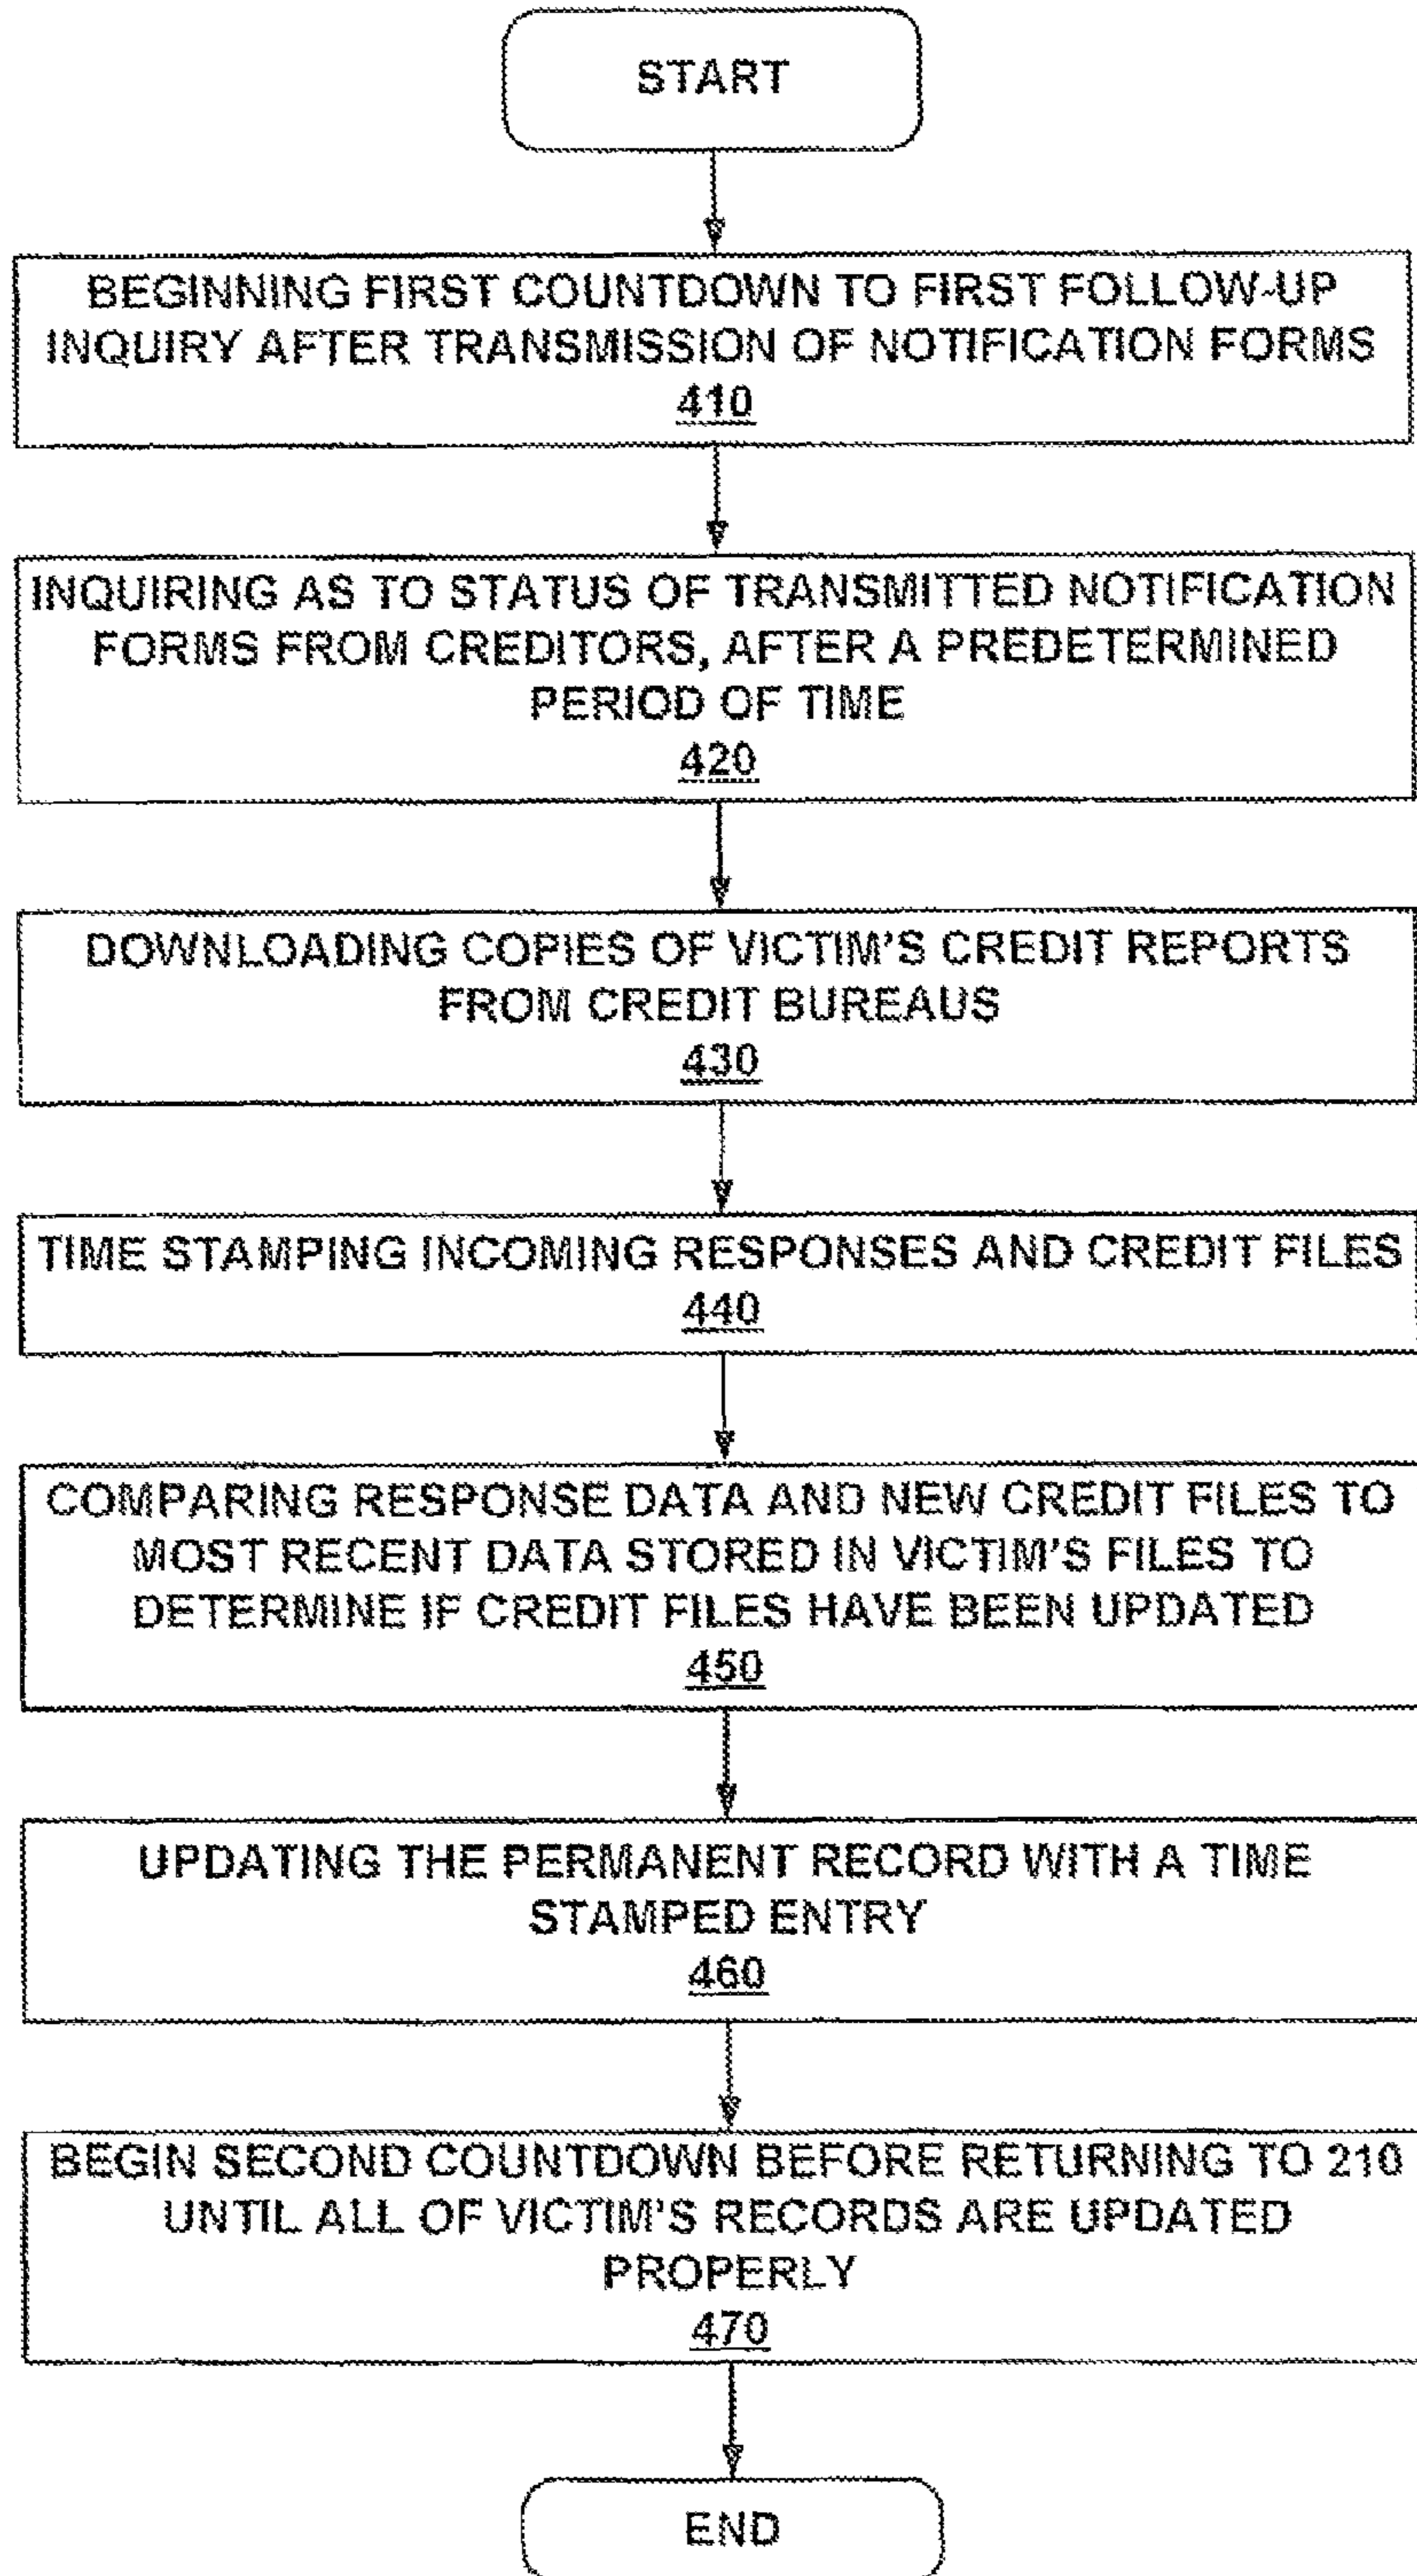 START
BEGINNING FIRST COUNTDOWN TO FIRST FOLLOW-UP
INQUIRY AFTER TRANSMISSION OF NOTIFICATION FORMS
410
INQUIRING AS TO STATUS OF TRANSMITTED NOTIFICATION
FORMS FROM CREDITORS, AFTER A PREDETERMINED
PERIOD OF TIME
420
DOWNLOADING COPIES OF VICTIM'S CREDIT REPORTS
FROM CREDIT BUREAUS
430
TIME STAMPING INCOMING RESPONSES AND CREDIT FILES
440
COMPARING RESPONSE DATA AND NEW CREDIT FILES TO
MOST RECENT DATA STORED IN VICTIM'S FILES TO
DETERMINE IF CREDIT FILES HAVE BEEN UPDATED
450
UPDATING THE PERMANENT RECORD WITH A TIME
STAMPED ENTRY
460
BEGIN SECOND COUNTDOWN BEFORE RETURNING TO 210
UNTIL ALL OF VICTIM'S RECORDS ARE UPDATED
PROPERLY
470
END